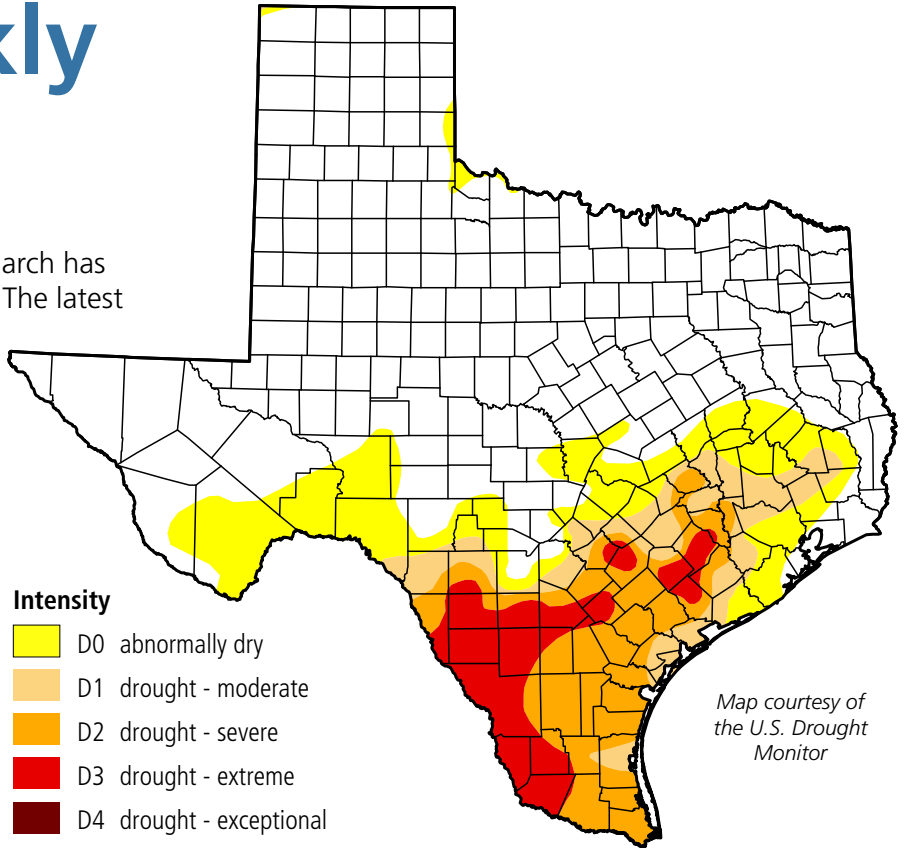 kly
arch has
The latest
Intensity
D0 abnormally dry
D1 drought - moderate
D2 drought - severe
D3 drought - extreme
D4 drought - exceptional
Map courtesy of
the U.S. Drought
Monitor